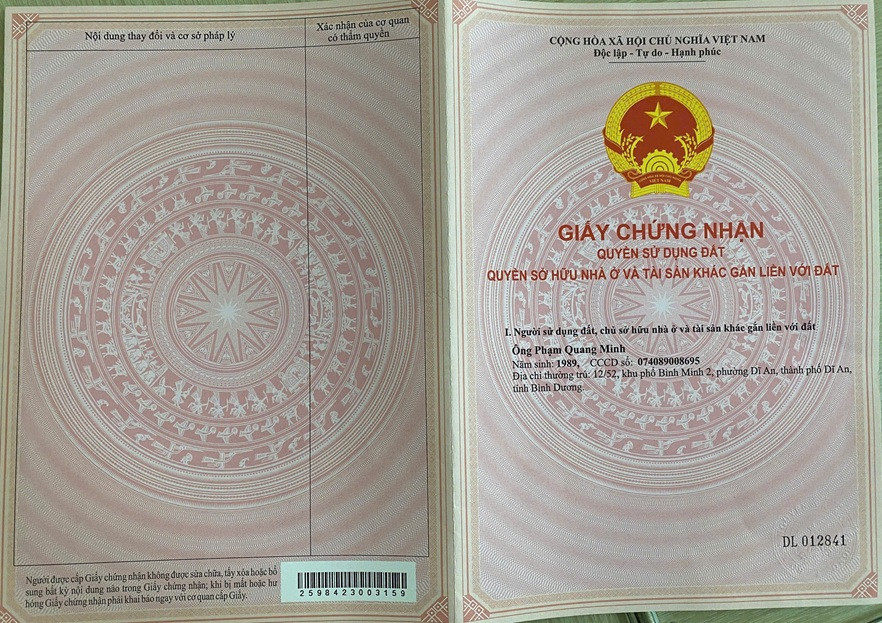 Nội dung thay đổi và cơ sở pháp lý
Xác nhận của cơ quan
có thẩm quyền
Người được cấp Giấy chứng nhận không được sửa chữa, tẩy xóa hoặc bổ
sung bất kỳ nội dung nào trong Giấy chứng nhận; khi bị mất hoặc hư
hỏng Giấy chứng nhận phải khai báo ngay với cơ quan cấp Giấy.
2598423003159
CỘNG HÒA XÃ HỘI CHỦ NGHĨA VIỆT NAM
Độc lập - Tự do - Hạnh phúc
VIỆT NAM
GIẤY CHỨNG NHẬN
QUYỀN SỬ DỤNG ĐẤT
QUYỀN SỞ HỮU NHÀ Ở VÀ TÀI SẢN KHÁC GẮN LIỀN VỚI ĐẤT
I. Người sử dụng đất, chủ sở hữu nhà ở và tài sản khác gắn liền với đất
Ông Phạm Quang Minh
Năm sinh: 1989, CCCD số: 074089008695
Địa chỉ thường trú: 12/52, khu phố Bình Minh 2, phường Dĩ An, thành phố Dĩ An,
tỉnh Bình Dương.
DL 012841